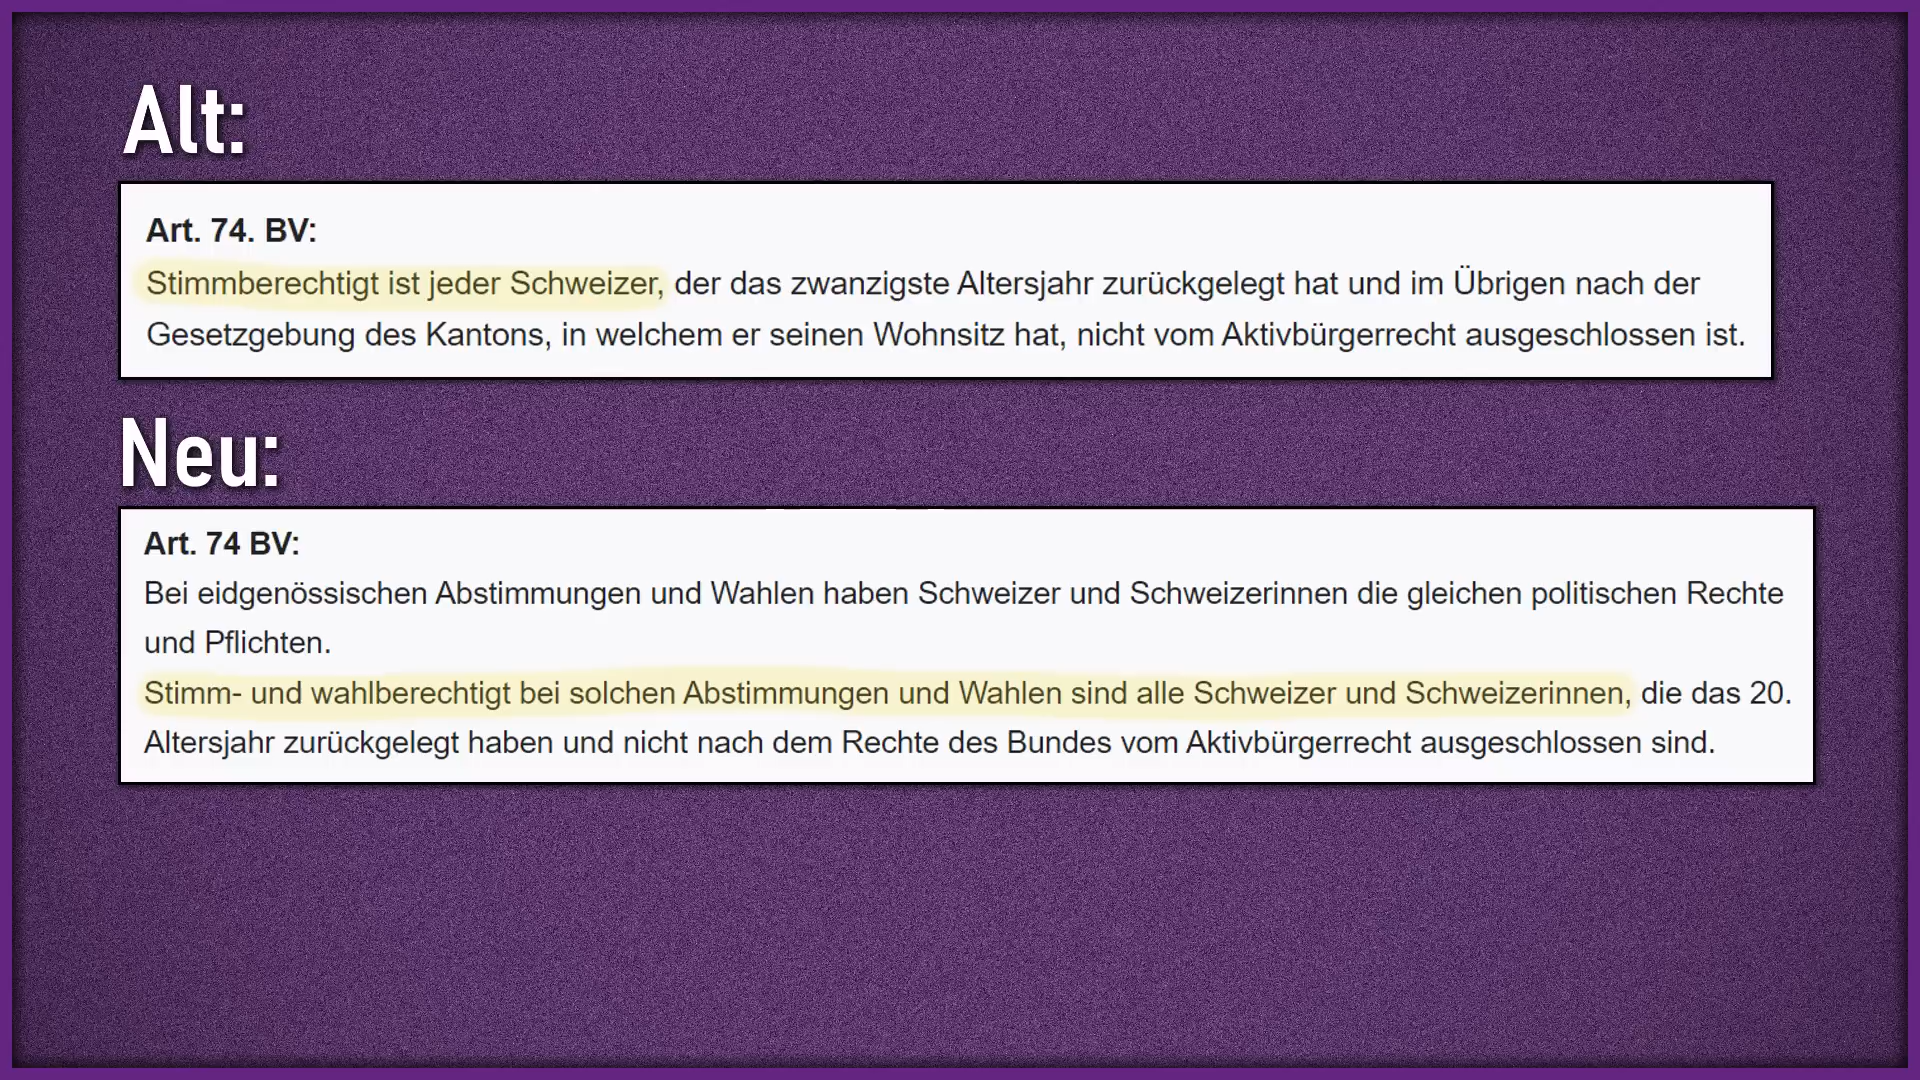 Alt:
Art. 74. BV:
Stimmberechtigt ist jeder Schweizer, der das zwanzigste Altersjahr zurückgelegt hat und im Übrigen nach der
Gesetzgebung des Kantons, in welchem er seinen Wohnsitz hat, nicht vom Aktivbürgerrecht ausgeschlossen ist.
Neu:
Art. 74 BV:
Bei eidgenössischen Abstimmungen und Wahlen haben Schweizer und Schweizerinnen die gleichen politischen Rechte
und Pflichten.
Stimm- und wahlberechtigt bei solchen Abstimmungen und Wahlen sind alle Schweizer und Schweizerinnen, die das 20.
Altersjahr zurückgelegt haben und nicht nach dem Rechte des Bundes vom Aktivbürgerrecht ausgeschlossen sind.